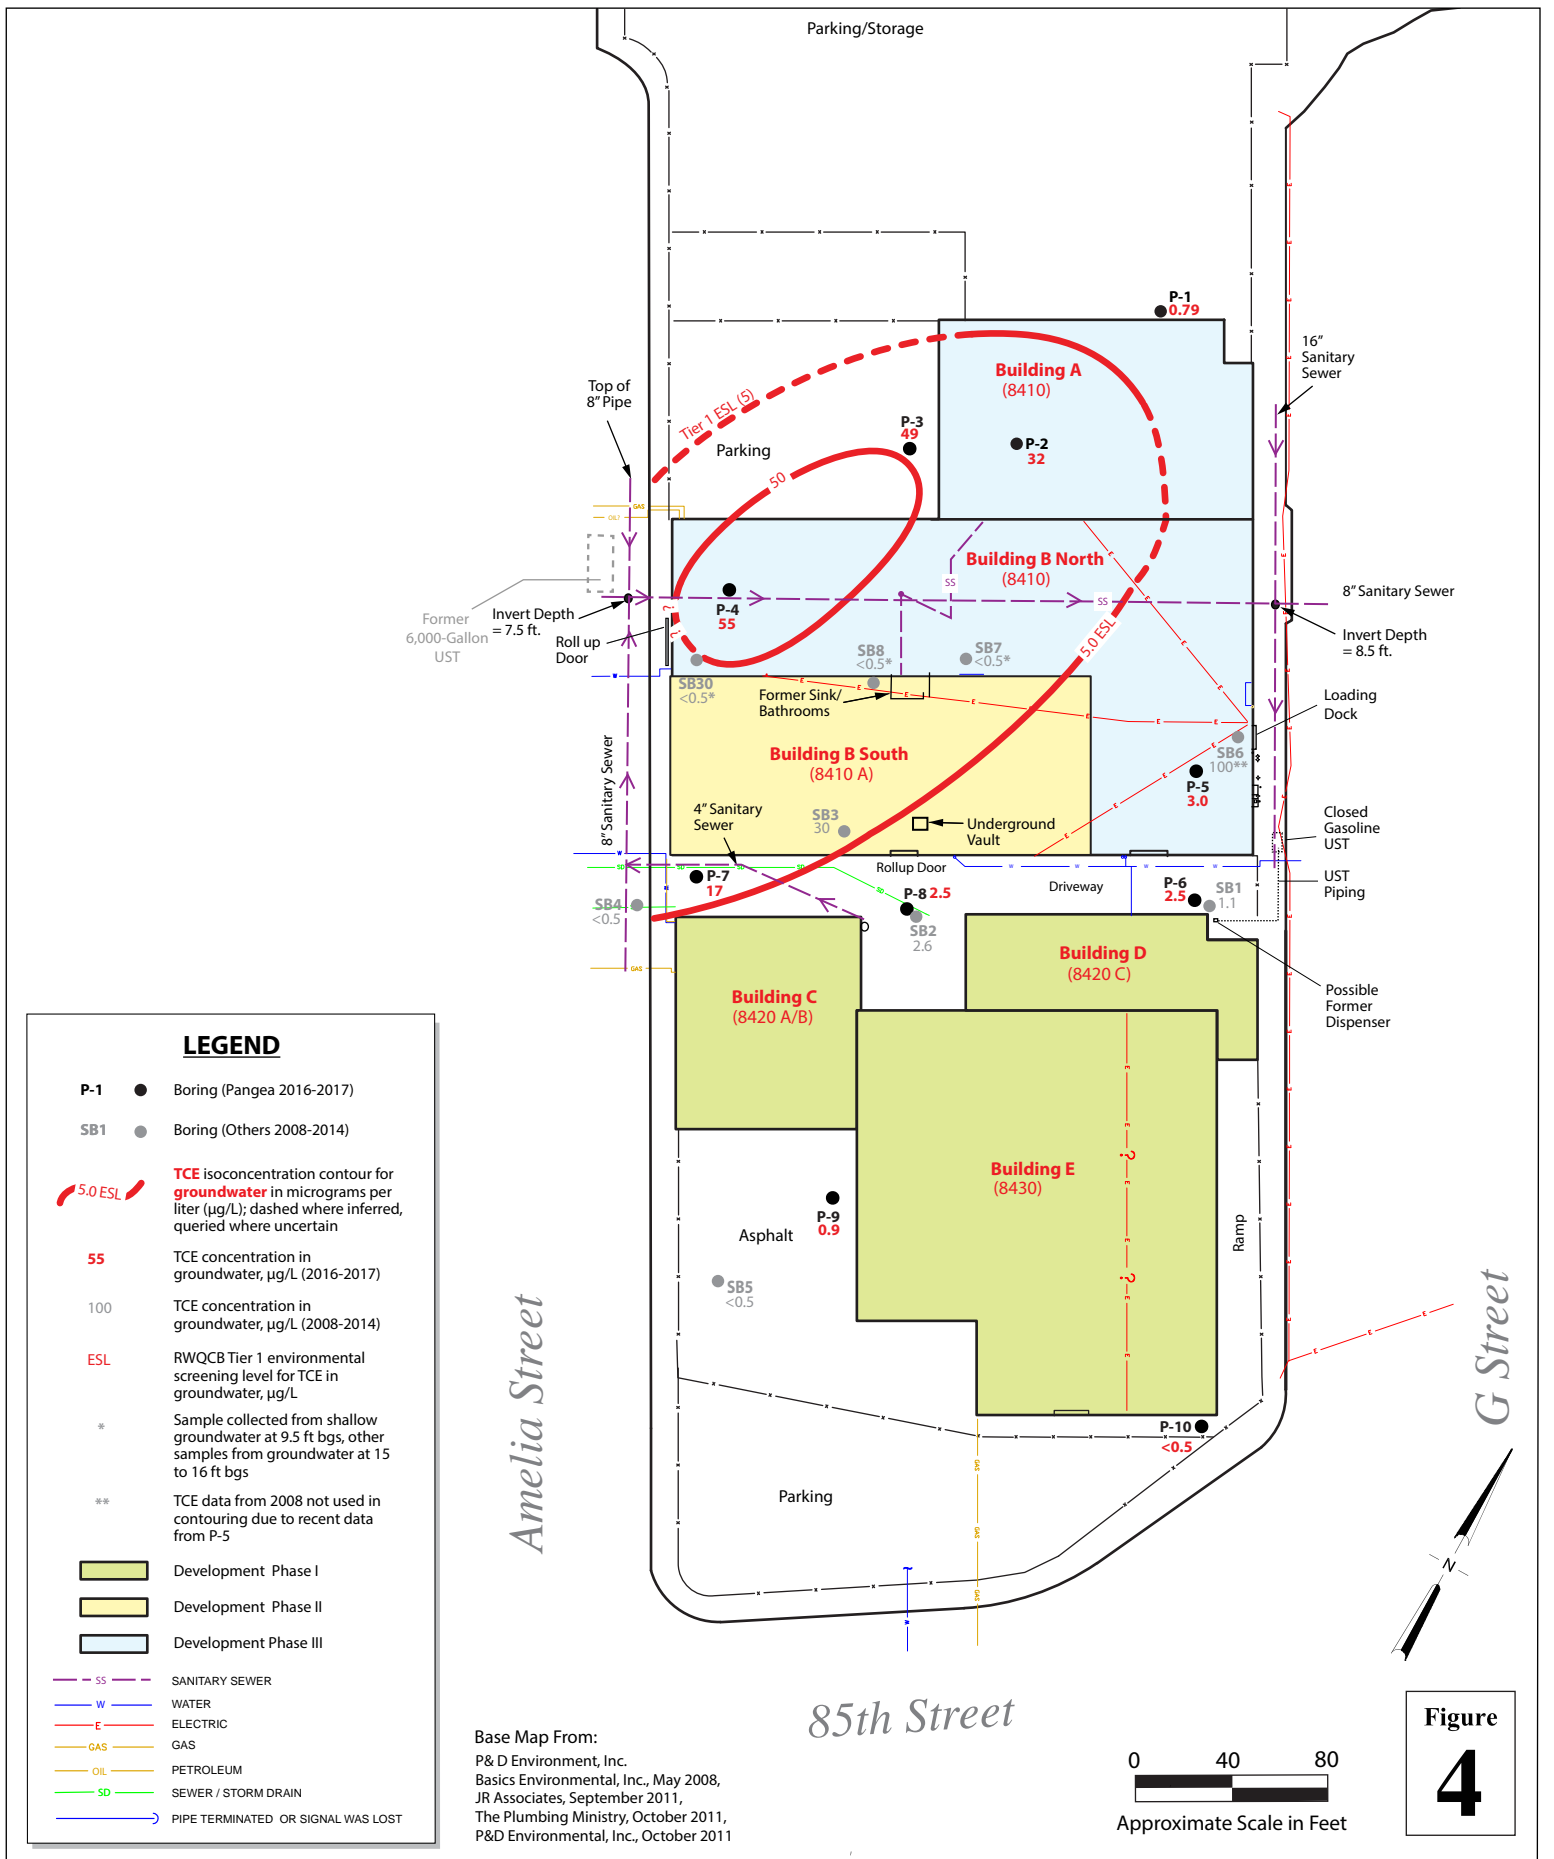 Parking/Storage
P-1
0.79
16”
Sanitary
Sewer
Building A
(8410)
Top of
8” Pipe
Tier 1 ESL (5)
Parking
P-3
49
P-2
32
50
GAS
OIL?
Building B North
(8410)
SS
SS
8” Sanitary Sewer
Former
6,000-Gallon
UST
Invert Depth
= 7.5 ft.
Roll up
Door
P-4
55
?
?
5.0 ESL
Invert Depth
= 8.5 ft.
SB8
<0.5*
SB7
<0.5*
SB30
<0.5*
Former Sink/
Bathrooms
Loading
Dock
Building B South
(8410 A)
SB6
100**
P-5
3.0
8” Sanitary Sewer
4” Sanitary
Sewer
SB3
30
Underground
Vault
Closed
Gasoline
UST
Rollup Door
Driveway
UST
Piping
P-7
17
P-8 2.5
P-6
2.5
SB1
1.1
SB4
<0.5
SB2
2.6
GAS
Building D
(8420 C)
Building C
(8420 A/B)
Possible
Former
Dispenser
Building E
(8430)
?
?
P-9
0.9
Asphalt
Ramp
SB5
<0.5
P-10
<0.5
Parking
GAS
GAS
GAS
Amelia Street
G Street
85th Street
N
LEGEND
P-1 Boring (Pangea 2016-2017)
SB1 Boring (Others 2008-2014)
5.0 ESL
TCE isoconcentration contour for
groundwater in micrograms per
liter (µg/L); dashed where inferred,
queried where uncertain
55
TCE concentration in
groundwater, µg/L (2016-2017)
100
TCE concentration in
groundwater, µg/L (2008-2014)
ESL
RWQCB Tier 1 environmental
screening level for TCE in
groundwater, µg/L
*
Sample collected from shallow
groundwater at 9.5 ft bgs, other
samples from groundwater at 15
to 16 ft bgs
**
TCE data from 2008 not used in
contouring due to recent data
from P-5
Development Phase I
Development Phase II
Development Phase III
SS SANITARY SEWER
W WATER
E ELECTRIC
GAS GAS
OIL PETROLEUM
SD SEWER / STORM DRAIN
PIPE TERMINATED OR SIGNAL WAS LOST
Base Map From:
P& D Environment, Inc.
Basics Environmental, Inc., May 2008,
JR Associates, September 2011,
The Plumbing Ministry, October 2011,
P&D Environmental, Inc., October 2011
0 40 80
Approximate Scale in Feet
Figure
4